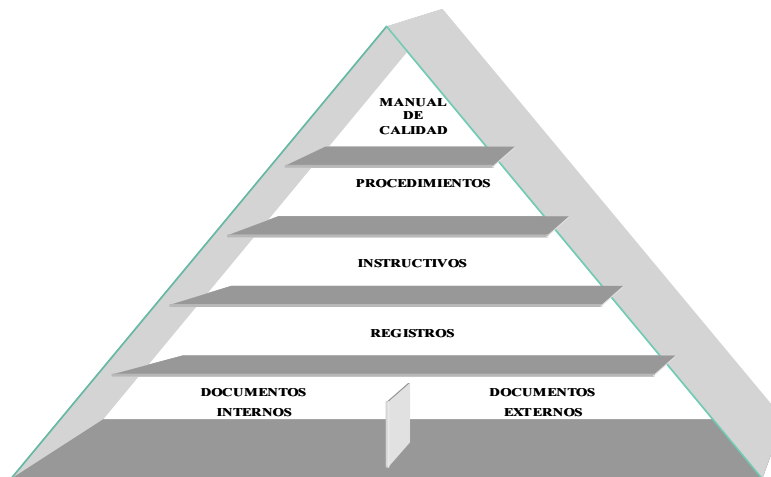 MANUAL
DE
CALIDAD
PROCEDIMIENTOS
INSTRUCTIVOS
REGISTROS
DOCUMENTOS
INTERNOS
DOCUMENTOS
EXTERNOS